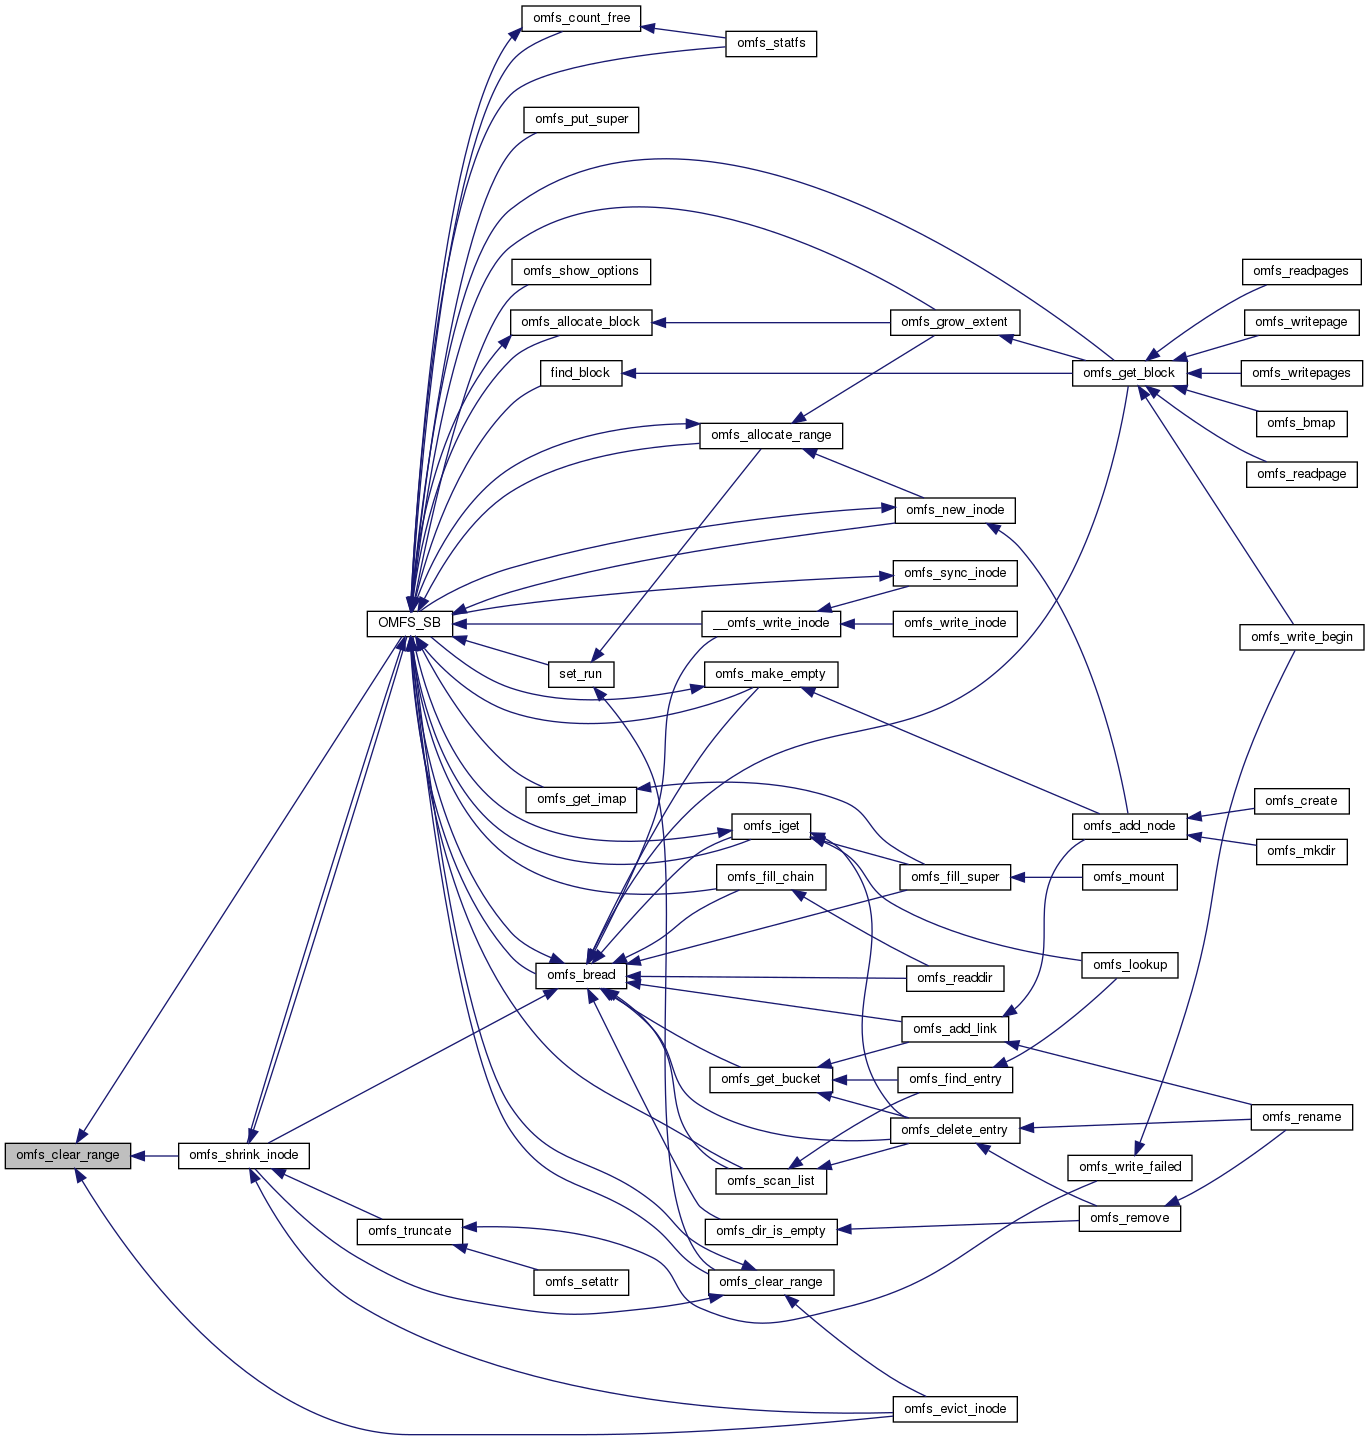 omfs_count_free
omfs_statfs
omfs_put_super
omfs_show_options
omfs_readpages
omfs_allocate_block
omfs_grow_extent
omfs_writepage
find_block
omfs_get_block
omfs_writepages
omfs_bmap
omfs_allocate_range
omfs_readpage
omfs_new_inode
omfs_sync_inode
OMFS_SB
__omfs_write_inode
omfs_write_inode
omfs_write_begin
set_run
omfs_make_empty
omfs_get_imap
omfs_create
omfs_iget
omfs_add_node
omfs_mkdir
omfs_fill_chain
omfs_fill_super
omfs_mount
omfs_bread
omfs_readdir
omfs_lookup
omfs_add_link
omfs_get_bucket
omfs_find_entry
omfs_rename
omfs_delete_entry
omfs_clear_range
omfs_shrink_inode
omfs_write_failed
omfs_scan_list
omfs_truncate
omfs_dir_is_empty
omfs_remove
omfs_setattr
omfs_clear_range
omfs_evict_inode